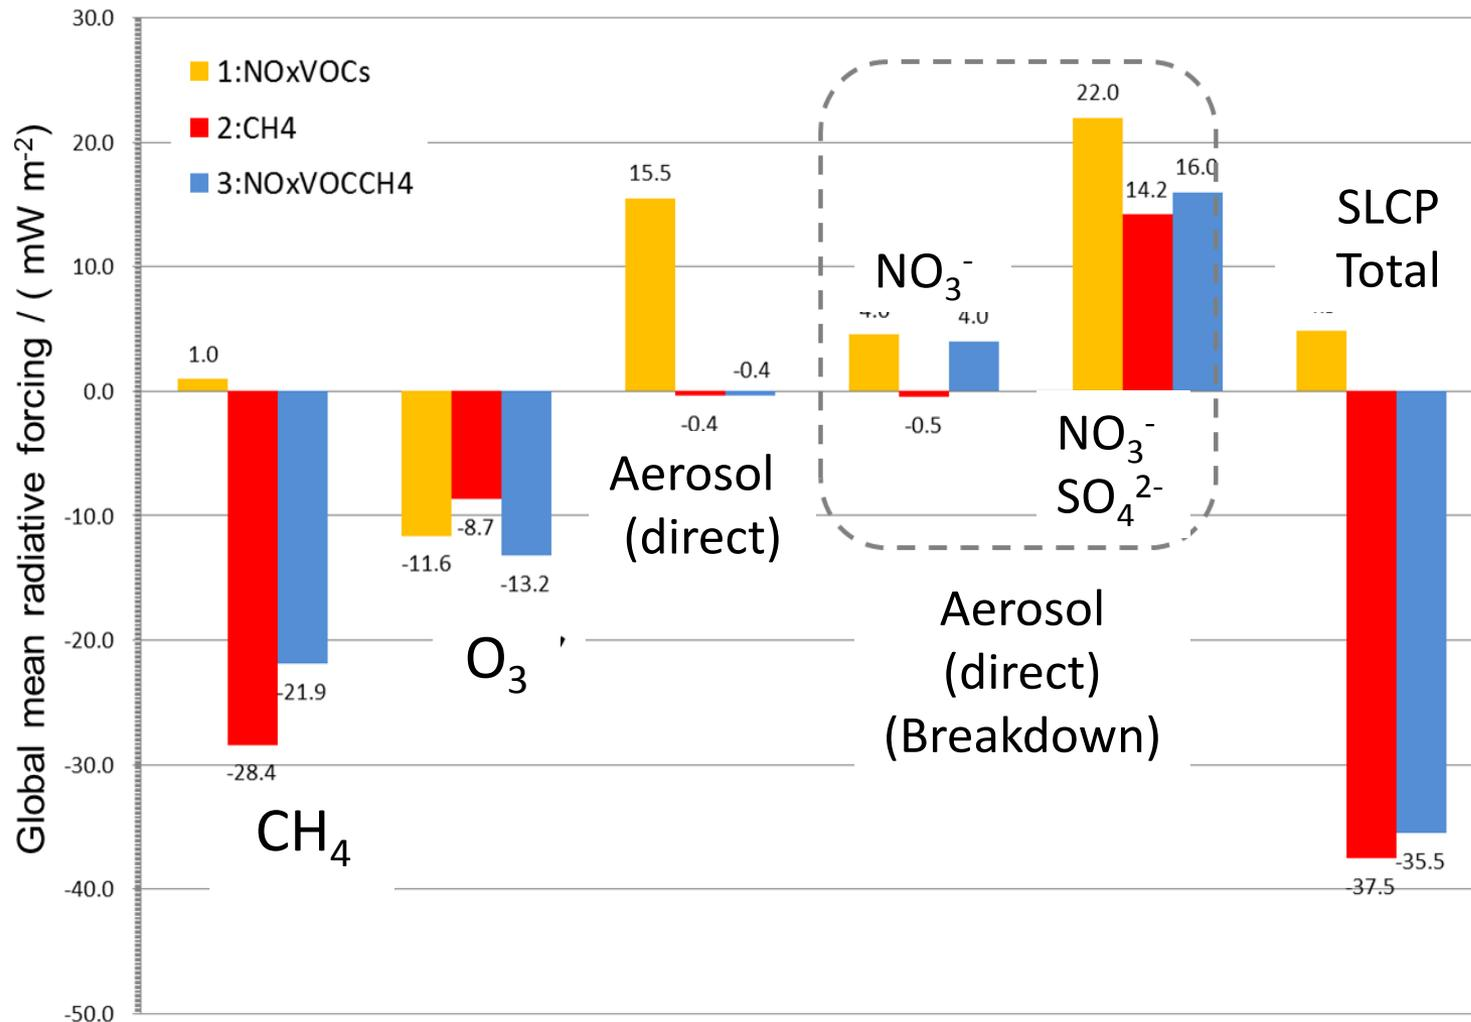 Global mean radiative forcing / ( mW m-2)
30.0
20.0
10.0
0.0
-10.0
-20.0
-30.0
-40.0
-50.0
1:NOxVOCs
2:CH4
3:NOxVOCCH4
1.0
-28.4
-21.9
CH4
-11.6
-8.7
-13.2
O3
15.5
-0.4
-0.4
Aerosol
(direct)
NO3-
4.0
-0.5
22.0
14.2
16.0
NO3-
SO42-
Aerosol
(direct)
(Breakdown)
SLCP
Total
-37.5
-35.5